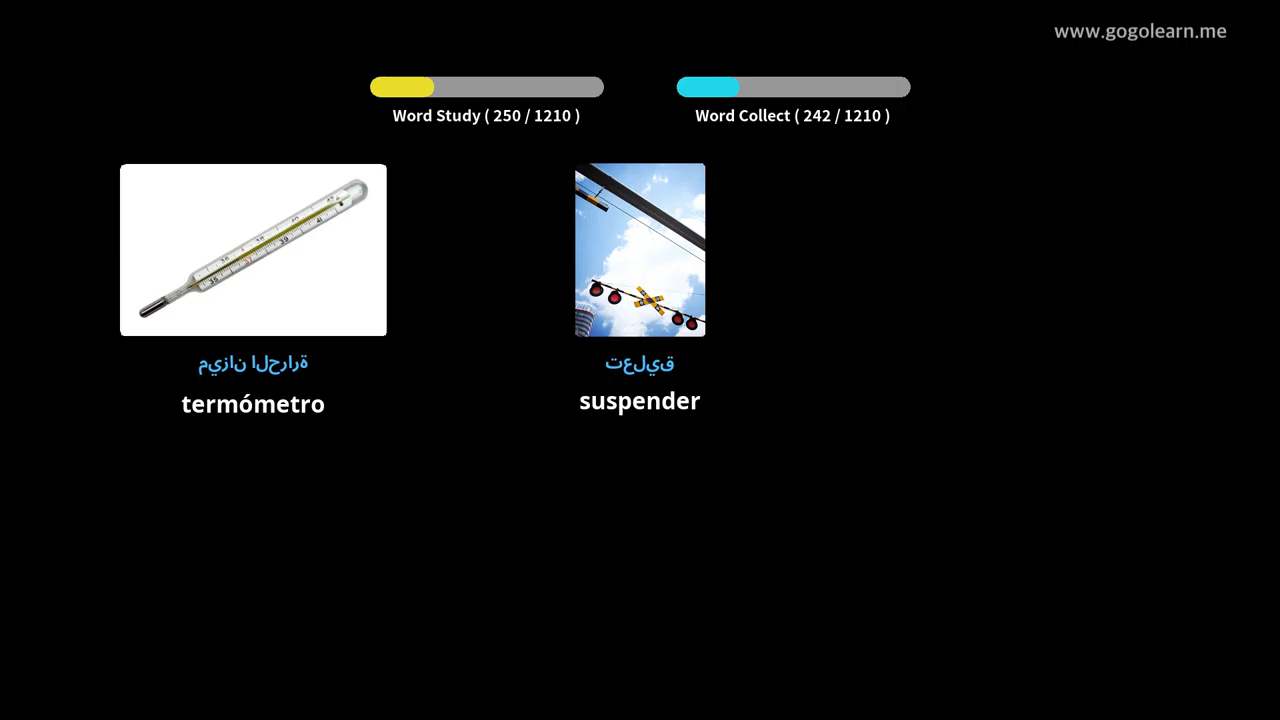 www.gogolearn.me
Word Study ( 250 / 1210 )
Word Collect ( 242 / 1210 )
ميزان الحرارة
termómetro
تعليق
suspender